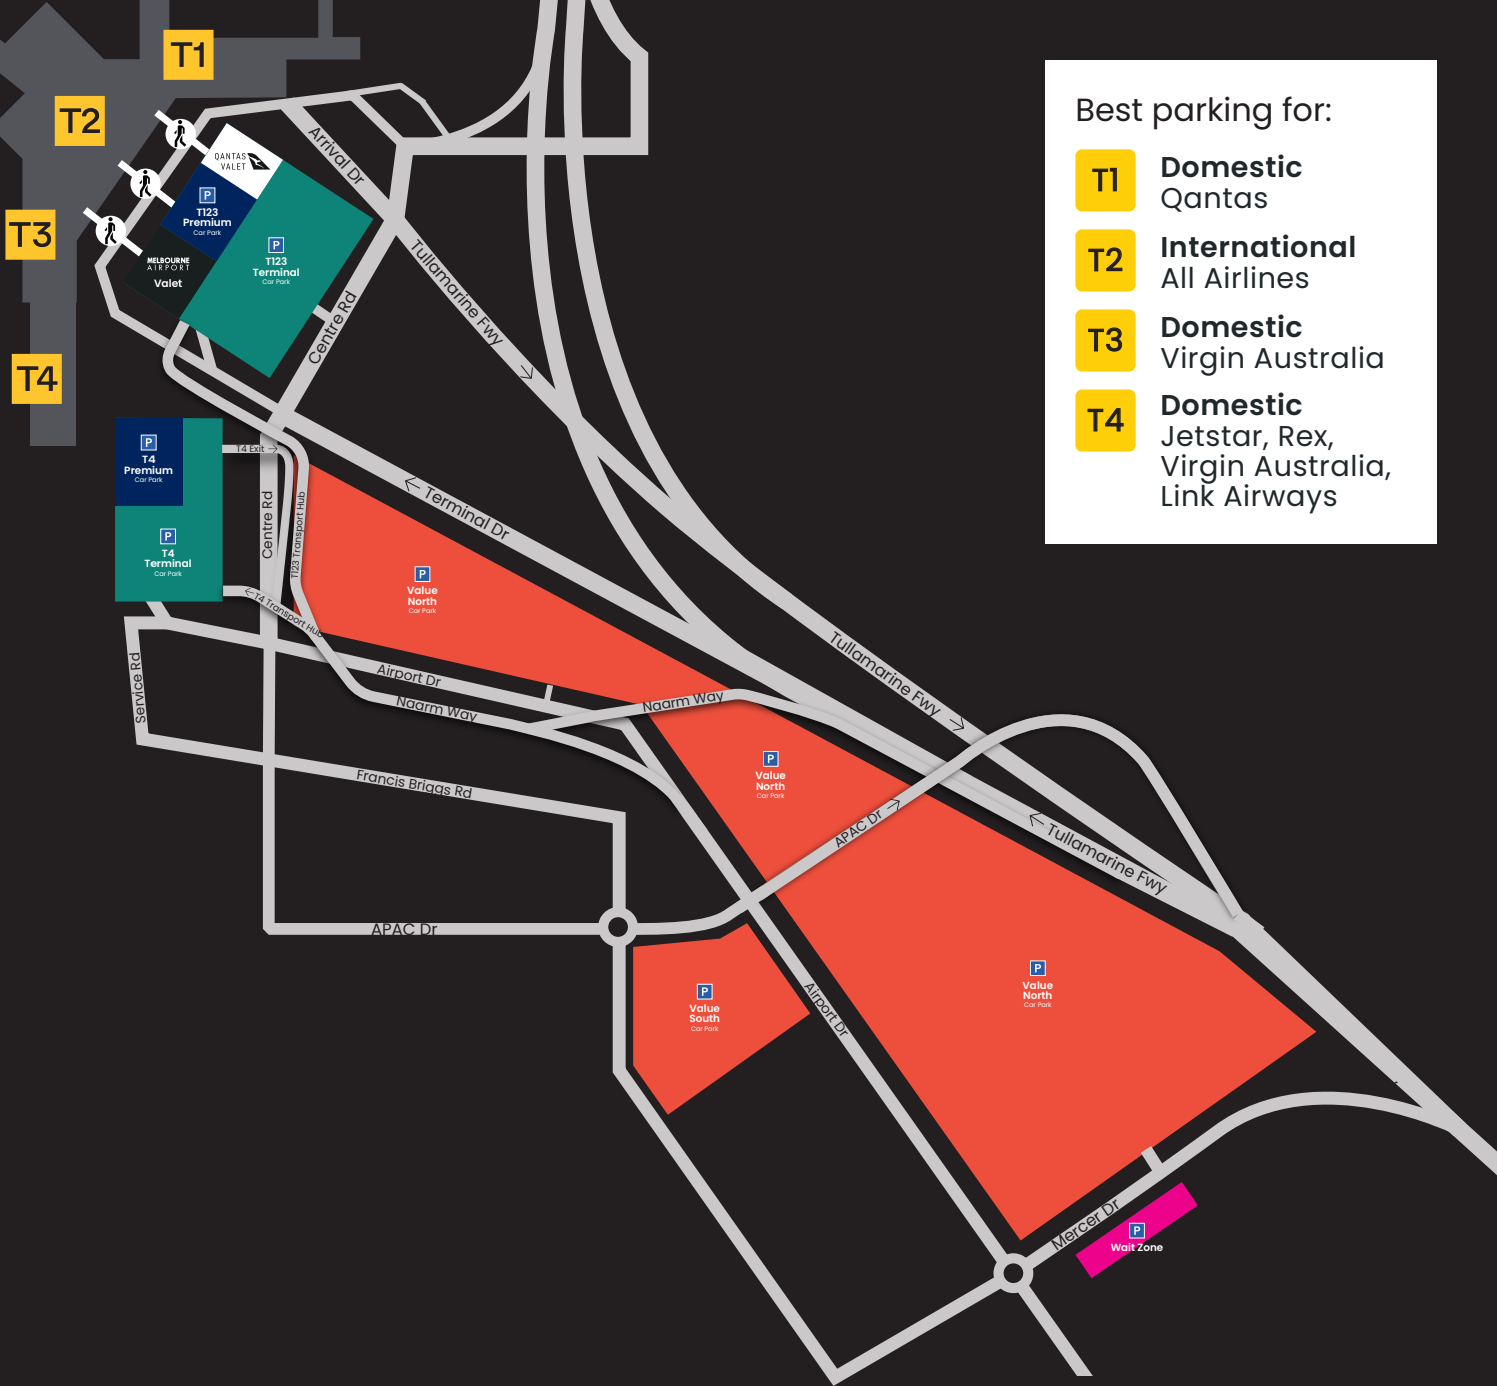 T1
T2
T3
T4
QANTAS
VALET
P
T123
Premium
Car Park
MELBOURNE
AIRPORT
Valet
P
T123
Terminal
Car Park
Arrival Dr
Tullamarine Fwy
Centre Rd
P
T4
Premium
Car Park
P
T4
Terminal
Car Park
T4 Exit
Centre Rd
T123 Transport Hub
T4 Transport Hub
Terminal Dr
P
Value
North
Car Park
Service Rd
Airport Dr
Naarm Way
Naarm Way
Francis Briggs Rd
Tullamarine Fwy
P
Value
North
Car Park
APAC Dr
Tullamarine Fwy
APAC Dr
P
Value
South
Car Park
Airport Dr
P
Value
North
Car Park
Mercer Dr
P
Wait Zone
Best parking for:
T1
Domestic
Qantas
T2
International
All Airlines
T3
Domestic
Virgin Australia
T4
Domestic
Jetstar, Rex,
Virgin Australia,
Link Airways